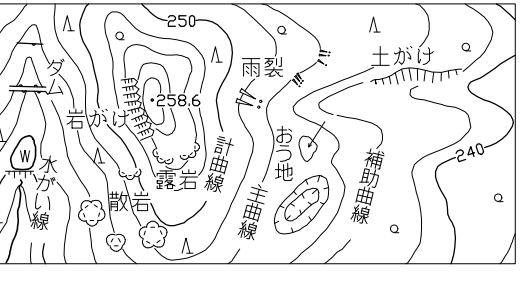 250
土がけ
雨裂
ダム
258.6
岩がけ
計曲線
おう地
補助曲線
240
W
水がい線
露岩
散岩
主曲線